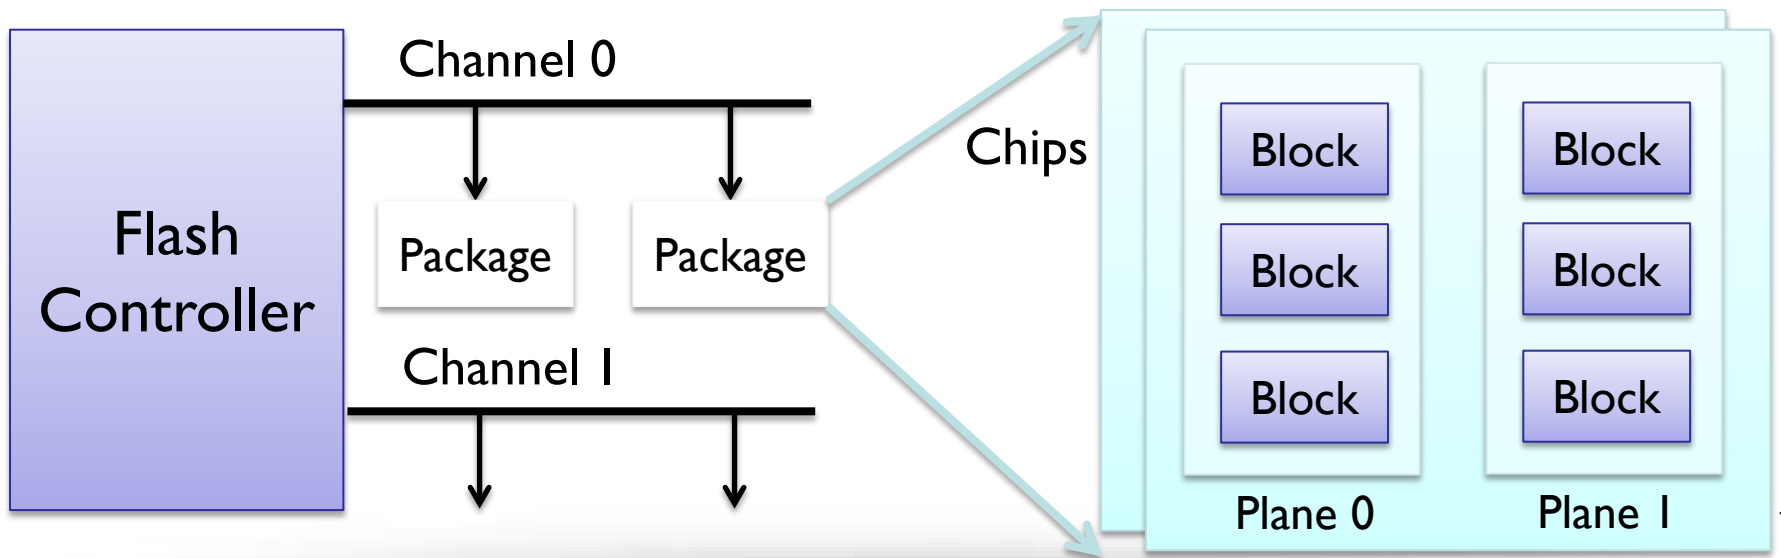 Channel 0
Flash
Controller
Package
Package
Channel 1
Chips
Block
Block
Block
Block
Block
Block
Plane 0
Plane 1